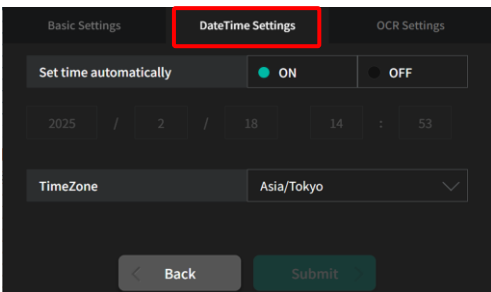 Basic Settings DateTime Settings OCR Settings
Set time automatically ON OFF
2025 / 2 / 18 14 : 53
TimeZone Asia/Tokyo
Back Submit